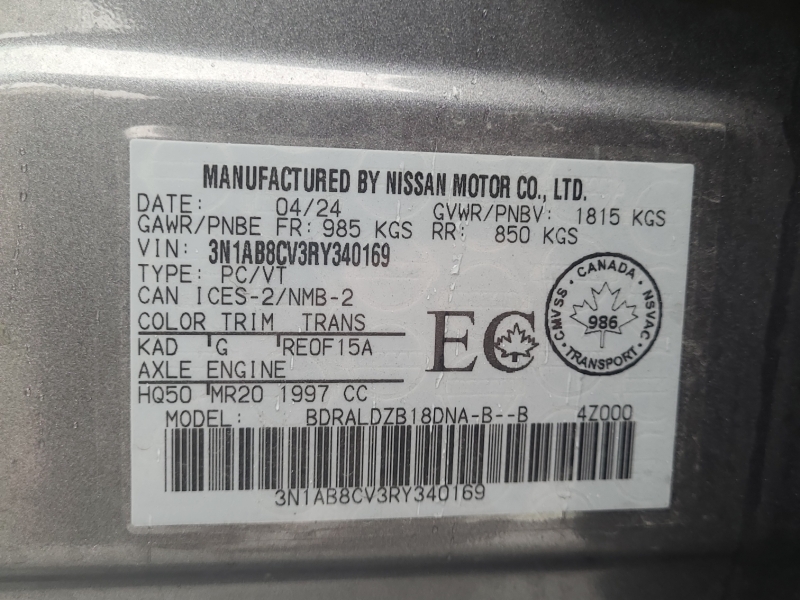 MANUFACTURED BY NISSAN MOTOR CO., LTD.
DATE: 04/24 GVWR/PNBV: 1815 KGS
GAWR/PNBE FR: 985 KGS RR: 850 KGS
VIN: 3N1AB8CV3RY340169
TYPE: PC/VT
CAN ICES-2/NMB-2
COLOR TRIM TRANS
KAD G RE0F15A
AXLE ENGINE
HQ50 MR20 1997 CC
EC
CANADA
CMVSS NSVAC
986
TRANSPORT
MODEL: BDRALDZB18DNA-B--B 4Z000
3N1AB8CV3RY340169